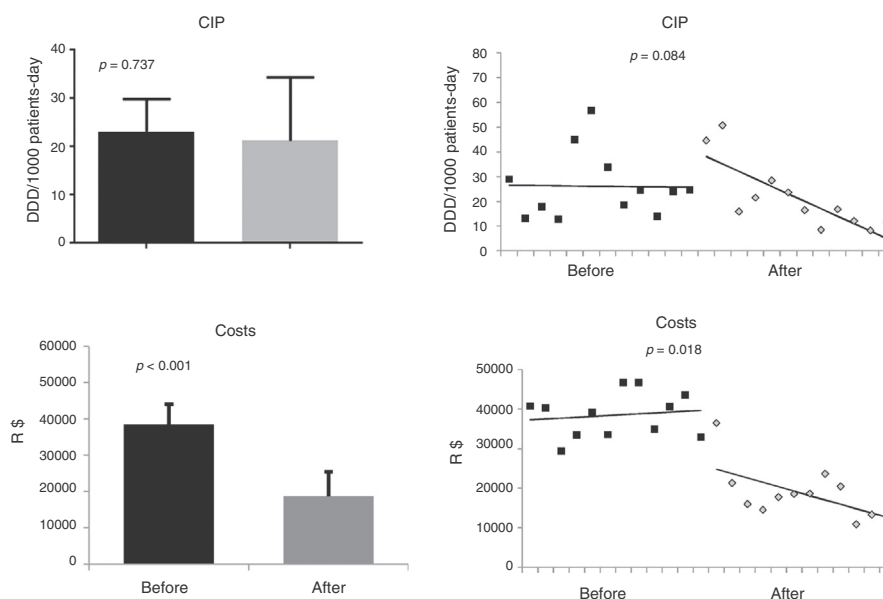 CIP
p = 0.737
DDD/1000 patients-day
40
30
20
10
0
CIP
p = 0.084
DDD/1000 patients-day
80
70
60
50
40
30
20
10
0
Before
After
Costs
p < 0.001
R $
60000
50000
40000
30000
20000
10000
0
Before
After
Costs
p = 0.018
R $
50000
40000
30000
20000
10000
0
Before
After